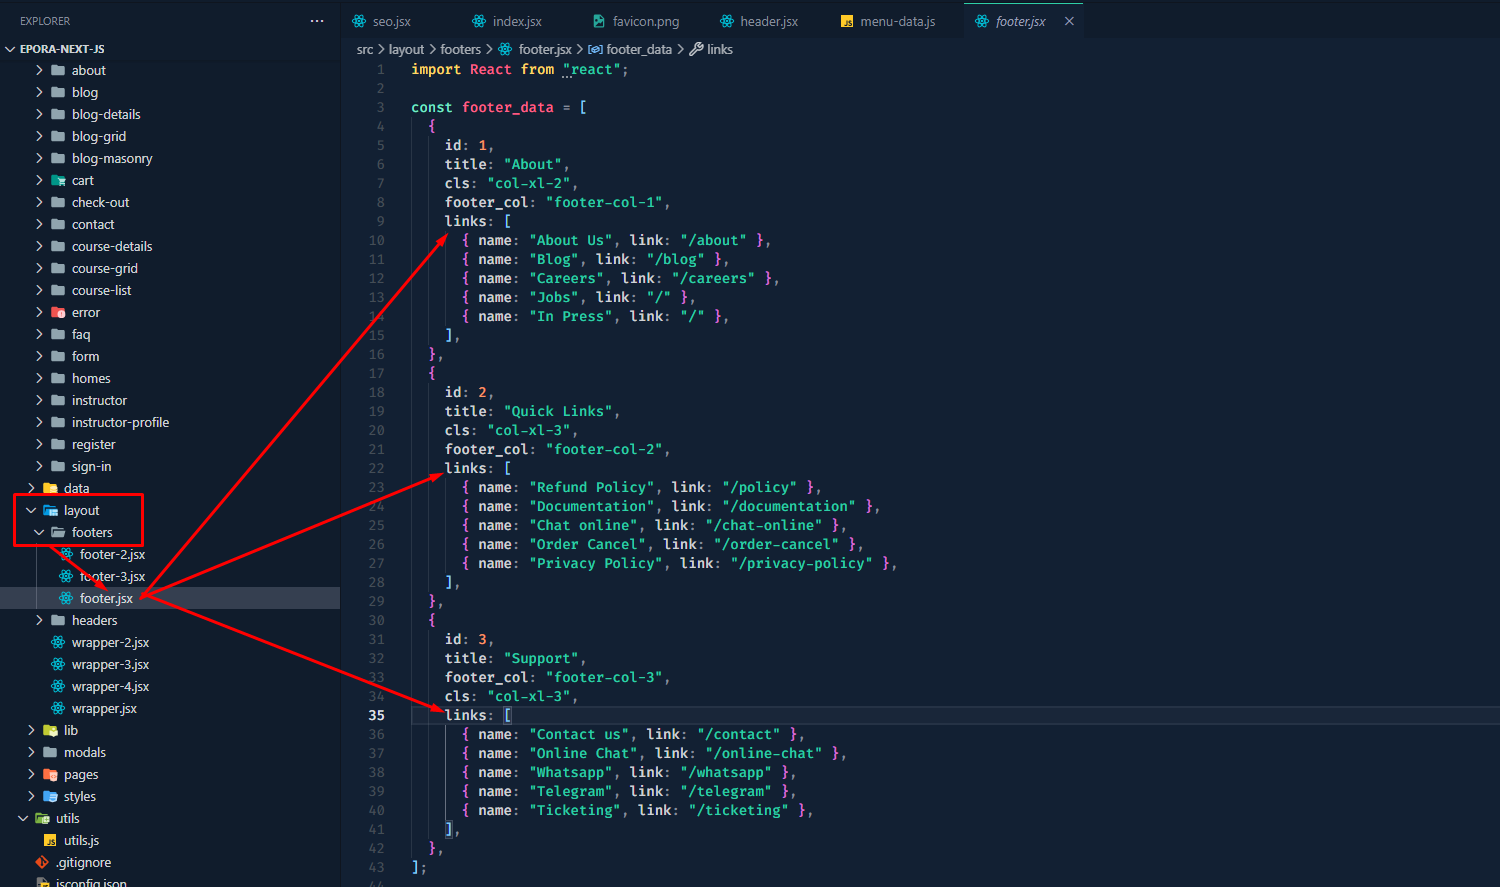 EXPLORER
EPORA-NEXT-JS
about
blog
blog-details
blog-grid
blog-masonry
cart
check-out
contact
course-details
course-grid
course-list
error
faq
form
homes
instructor
instructor-profile
register
sign-in
data
layout
footers
footer-2.jsx
footer-3.jsx
footer.jsx
headers
wrapper-2.jsx
wrapper-3.jsx
wrapper-4.jsx
wrapper.jsx
lib
modals
pages
styles
utils
utils.js
.gitignore
jsconfig.json
seo.jsx index.jsx favicon.png header.jsx menu-data.js footer.jsx
src > layout > footers > footer.jsx > footer_data > links
1 import React from "react";
2
3 const footer_data = [
4 {
5 id: 1,
6 title: "About",
7 cls: "col-xl-2",
8 footer_col: "footer-col-1",
9 links: [
10 { name: "About Us", link: "/about" },
11 { name: "Blog", link: "/blog" },
12 { name: "Careers", link: "/careers" },
13 { name: "Jobs", link: "/" },
14 { name: "In Press", link: "/" },
15 ],
16 },
17 {
18 id: 2,
19 title: "Quick Links",
20 cls: "col-xl-3",
21 footer_col: "footer-col-2",
22 links: [
23 { name: "Refund Policy", link: "/policy" },
24 { name: "Documentation", link: "/documentation" },
25 { name: "Chat online", link: "/chat-online" },
26 { name: "Order Cancel", link: "/order-cancel" },
27 { name: "Privacy Policy", link: "/privacy-policy" },
28 ],
29 },
30 {
31 id: 3,
32 title: "Support",
33 footer_col: "footer-col-3",
34 cls: "col-xl-3",
35 links: [
36 { name: "Contact us", link: "/contact" },
37 { name: "Online Chat", link: "/online-chat" },
38 { name: "Whatsapp", link: "/whatsapp" },
39 { name: "Telegram", link: "/telegram" },
40 { name: "Ticketing", link: "/ticketing" },
41 ],
42 },
43 ];
44